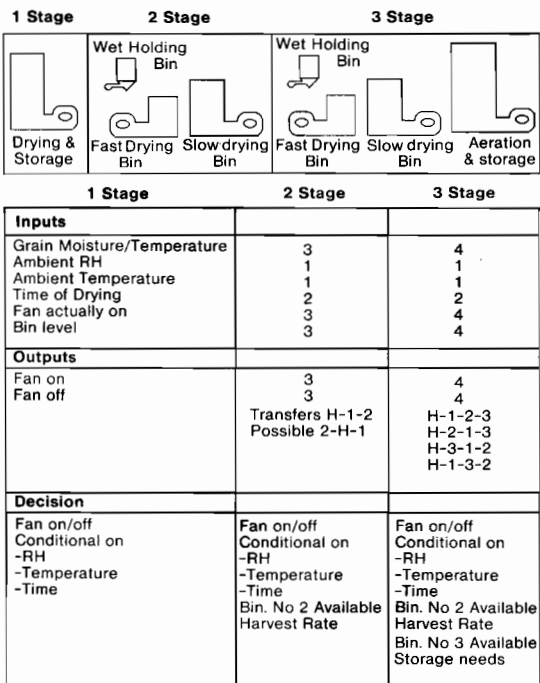 1 Stage 2 Stage 3 Stage
Wet Holding Bin
Wet Holding Bin
Drying & Storage
Fast Drying Bin
Slow drying Bin
Fast Drying Bin
Slow drying Bin
Aeration & storage
1 Stage 2 Stage 3 Stage
Inputs
Grain Moisture/Temperature 3 4
Ambient RH 1 1
Ambient Temperature 1 1
Time of Drying 2 2
Fan actually on 3 4
Bin level 3 4
Outputs
Fan on 3 4
Fan off 3 4
Transfers H-1-2 H-1-2-3
Possible 2-H-1 H-2-1-3
H-3-1-2
H-1-3-2
Decision
Fan on/off Fan on/off Fan on/off
Conditional on Conditional on Conditional on
-RH -RH -RH
-Temperature -Temperature -Temperature
-Time -Time -Time
Bin. No 2 Available Bin. No 2 Available
Harvest Rate Harvest Rate
Bin. No 3 Available
Storage needs